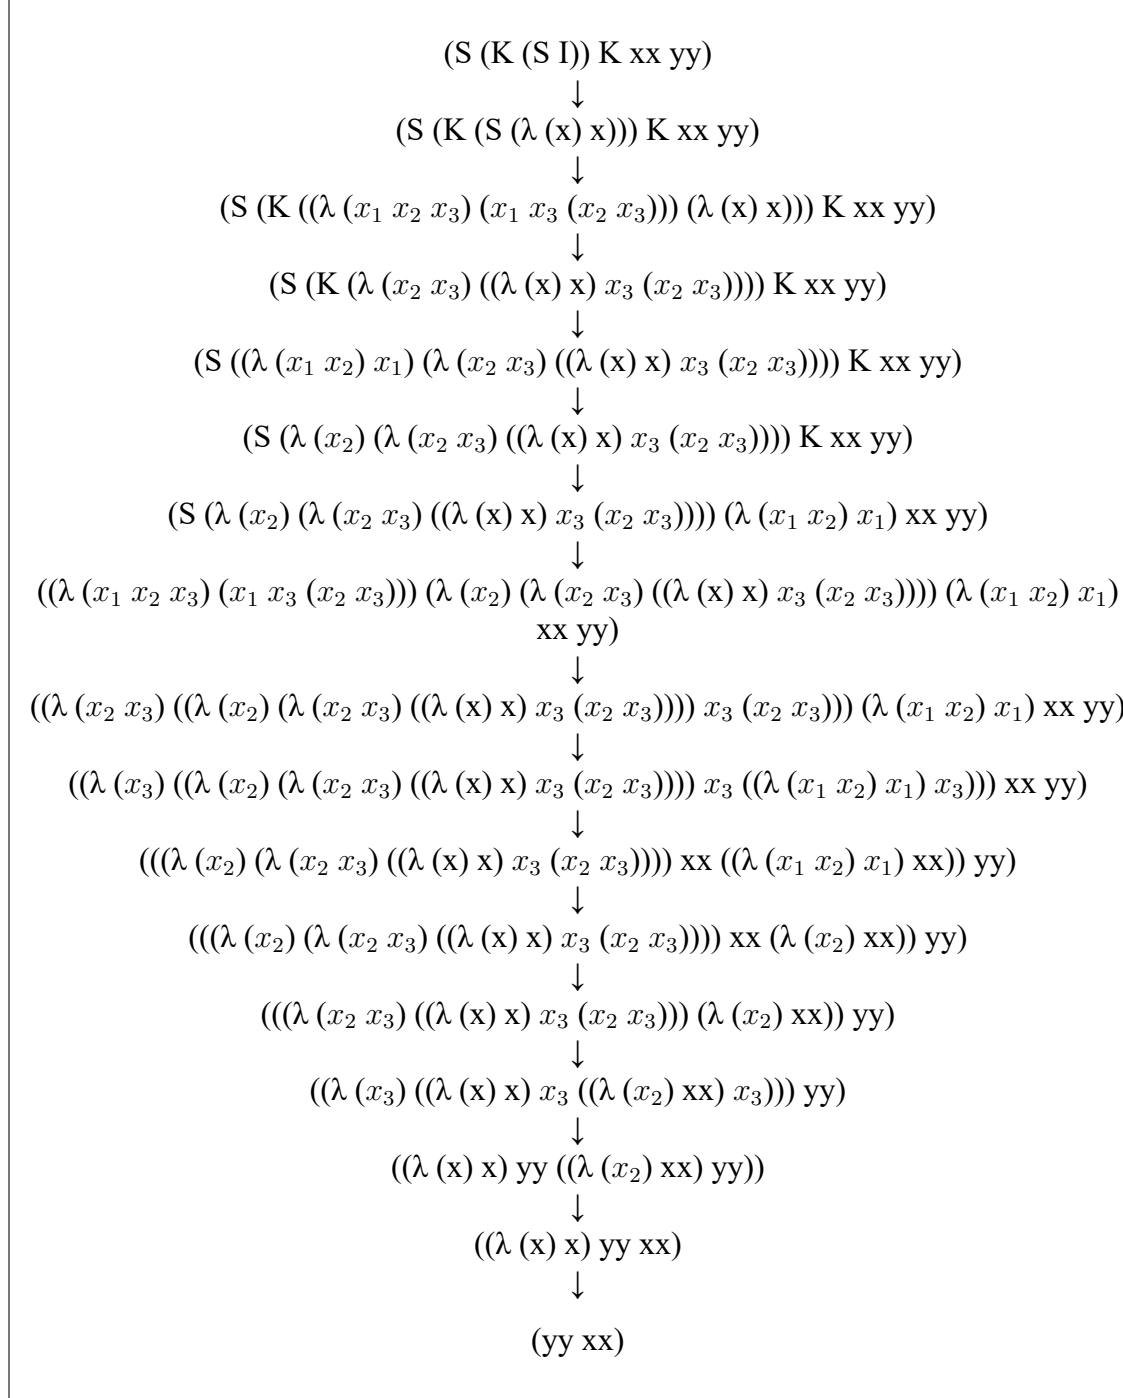 (S (K (S I)) K xx yy)
↓
(S (K (S (λ (x) x))) K xx yy)
↓
(S (K ((λ (x₁ x₂ x₃) (x₁ x₃ (x₂ x₃))) (λ (x) x))) K xx yy)
↓
(S (K (λ (x₂ x₃) ((λ (x) x) x₃ (x₂ x₃)))) K xx yy)
↓
(S ((λ (x₁ x₂) x₁) (λ (x₂ x₃) ((λ (x) x) x₃ (x₂ x₃)))) K xx yy)
↓
(S (λ (x₂) (λ (x₂ x₃) ((λ (x) x) x₃ (x₂ x₃)))) K xx yy)
↓
(S (λ (x₂) (λ (x₂ x₃) ((λ (x) x) x₃ (x₂ x₃)))) (λ (x₁ x₂) x₁) xx yy)
↓
((λ (x₁ x₂ x₃) (x₁ x₃ (x₂ x₃))) (λ (x₂) (λ (x₂ x₃) ((λ (x) x) x₃ (x₂ x₃)))) (λ (x₁ x₂) x₁)
xx yy)
↓
((λ (x₂ x₃) ((λ (x₂) (λ (x₂ x₃) ((λ (x) x) x₃ (x₂ x₃)))) x₃ (x₂ x₃))) (λ (x₁ x₂) x₁) xx yy)
↓
((λ (x₃) ((λ (x₂) (λ (x₂ x₃) ((λ (x) x) x₃ (x₂ x₃)))) x₃ ((λ (x₁ x₂) x₁) x₃))) xx yy)
↓
(((λ (x₂) (λ (x₂ x₃) ((λ (x) x) x₃ (x₂ x₃)))) xx ((λ (x₁ x₂) x₁) xx)) yy)
↓
(((λ (x₂) (λ (x₂ x₃) ((λ (x) x) x₃ (x₂ x₃)))) xx (λ (x₂) xx)) yy)
↓
(((λ (x₂ x₃) ((λ (x) x) x₃ (x₂ x₃))) (λ (x₂) xx)) yy)
↓
((λ (x₃) ((λ (x) x) x₃ ((λ (x₂) xx) x₃))) yy)
↓
((λ (x) x) yy ((λ (x₂) xx) yy))
↓
((λ (x) x) yy xx)
↓
(yy xx)